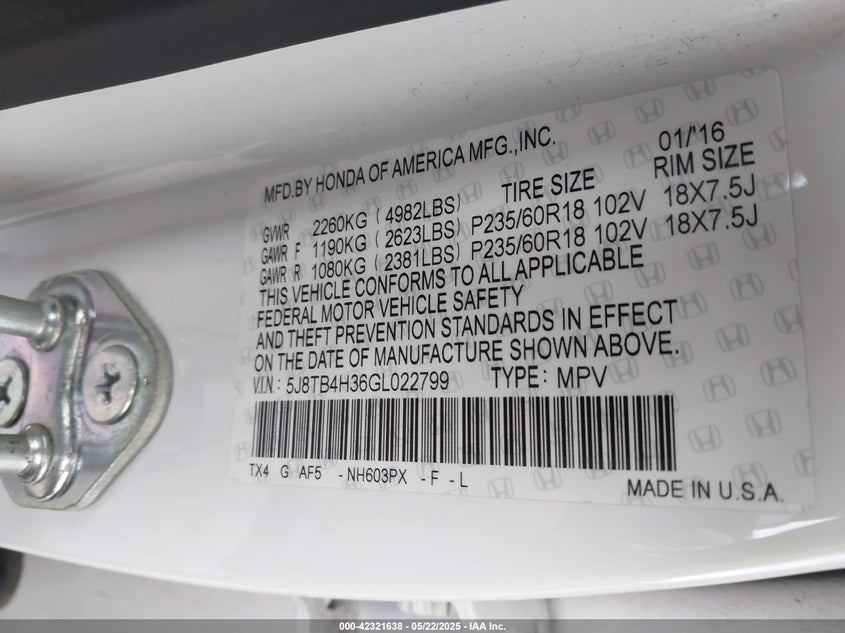 MFD.BY HONDA OF AMERICA MFG.,INC. 01/'16
GVWR 2260KG (4982LBS) TIRE SIZE RIM SIZE
GAWR F 1190KG (2623LBS) P235/60R18 102V 18X7.5J
GAWR R 1080KG (2381LBS) P235/60R18 102V 18X7.5J
THIS VEHICLE CONFORMS TO ALL APPLICABLE
FEDERAL MOTOR VEHICLE SAFETY
AND THEFT PREVENTION STANDARDS IN EFFECT
ON THE DATE OF MANUFACTURE SHOWN ABOVE.
V.I.N.: 5J8TB4H36GL022799 TYPE: MPV
TX4 G AF5 -NH603PX -F -L
MADE IN U.S.A.
000-42321638 - 05/22/2025 - IAA Inc.